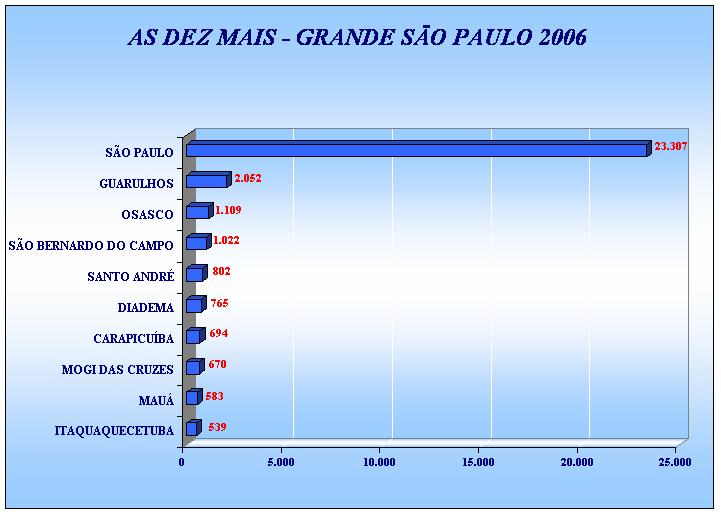 AS DEZ MAIS - GRANDE SÃO PAULO 2006
SÃO PAULO 23.307
GUARULHOS 2.052
OSASCO 1.109
SÃO BERNARDO DO CAMPO 1.022
SANTO ANDRÉ 802
DIADEMA 765
CARAPICUÍBA 694
MOGI DAS CRUZES 670
MAUÁ 583
ITAQUAQUECETUBA 539
0 5.000 10.000 15.000 20.000 25.000